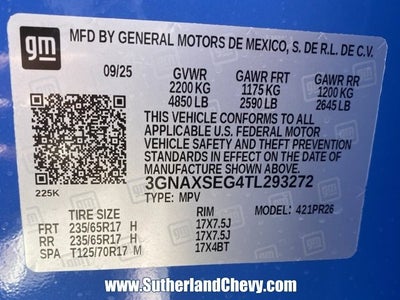 gm MFD BY GENERAL MOTORS DE MEXICO, S. DE R.L. DE C.V.
09/25 GVWR GAWR FRT GAWR RR
2200 KG 1175 KG 1200 KG
4850 LB 2590 LB 2645 LB
THIS VEHICLE CONFORMS TO ALL
APPLICABLE U.S. FEDERAL MOTOR
VEHICLE SAFETY AND THEFT PREVENTION
STANDARDS IN EFFECT ON THE DATE OF
MANUFACTURE SHOWN ABOVE.
3GNAXSEG4TL293272
225K TYPE: MPV MODEL: 421PR26
TIRE SIZE RIM
FRT 235/65R17 H 17X7.5J
RR 235/65R17 H 17X7.5J
SPA T125/70R17 M 17X4BT
www.SutherlandChevy.com